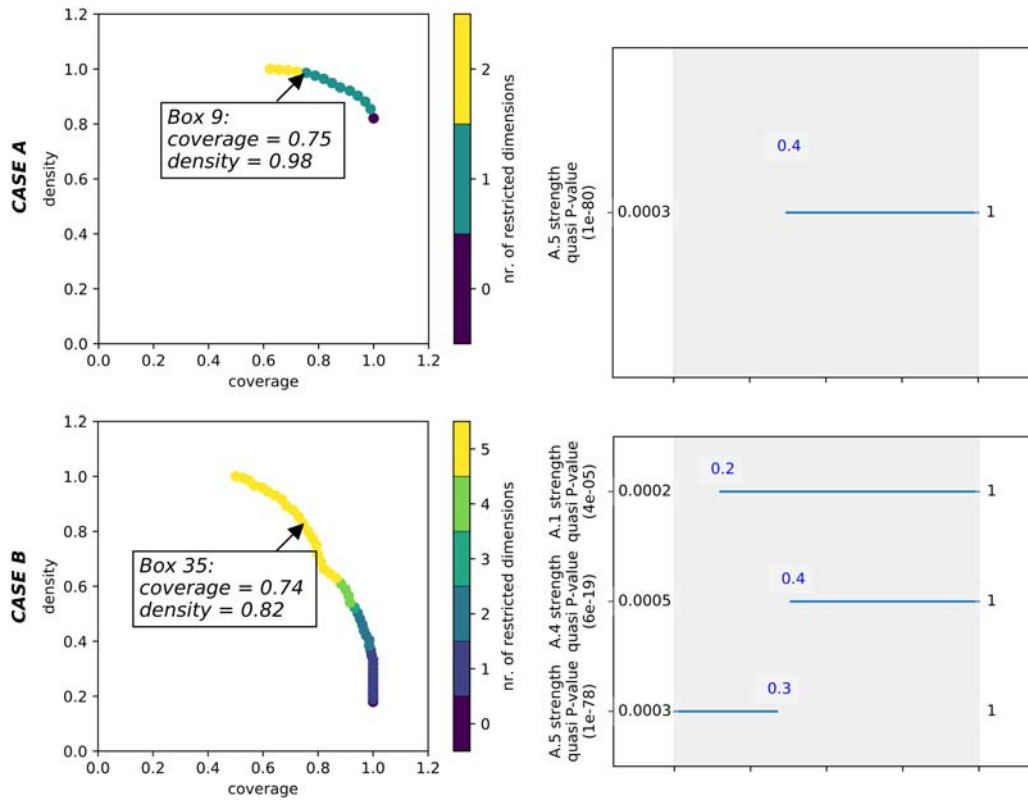 CASE A
density
1.2
1.0
0.8
0.6
0.4
0.2
0.0
0.0 0.2 0.4 0.6 0.8 1.0 1.2
coverage
Box 9:
coverage = 0.75
density = 0.98
2
1
0
nr. of restricted dimensions
A.5 strength
quasi P-value
(1e-80)
0.0003
0.4
1
CASE B
density
1.2
1.0
0.8
0.6
0.4
0.2
0.0
0.0 0.2 0.4 0.6 0.8 1.0 1.2
coverage
Box 35:
coverage = 0.74
density = 0.82
5
4
3
2
1
0
nr. of restricted dimensions
A.1 strength
quasi P-value
(4e-05)
0.0002
0.2
1
A.4 strength
quasi P-value
(6e-19)
0.0005
0.4
1
A.5 strength
quasi P-value
(1e-78)
0.0003
0.3
1